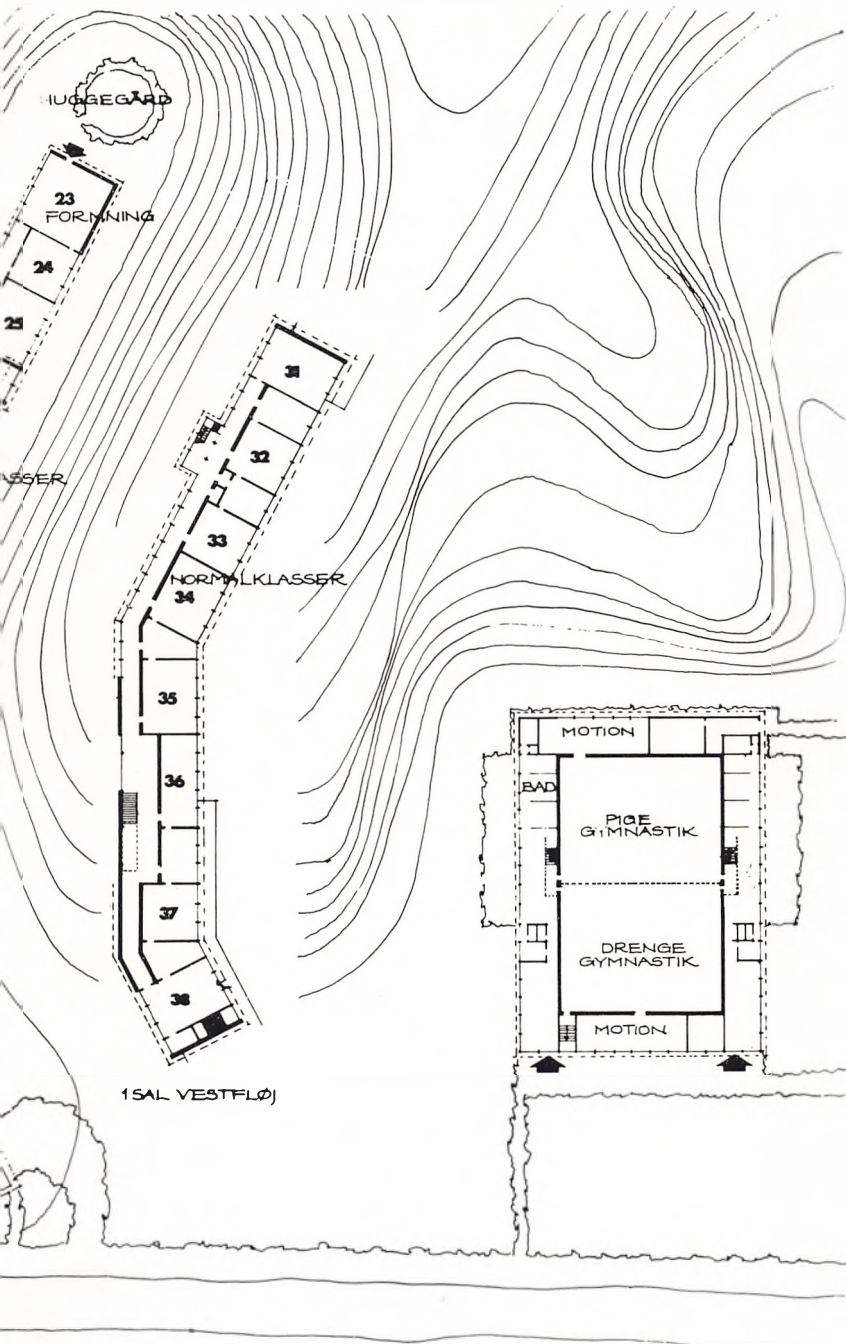 HUGGEGÅRD
23
FORMNING
24
25
ASSER
31
32
33
NORMALKLASSER
34
35
36
37
38
1 SAL VESTFLØJ
MOTION
BAD
PIGE
GYMNASTIK
DRENGE
GYMNASTIK
MOTION